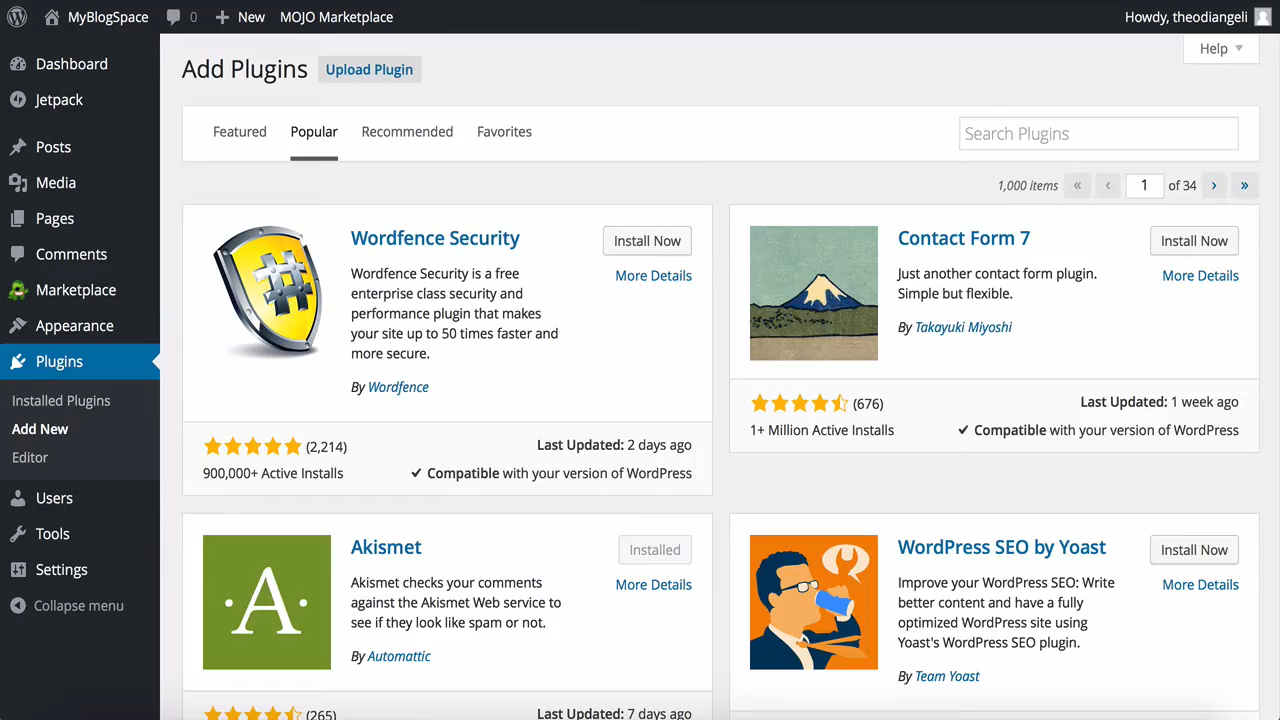 MyBlogSpace 0 New MOJO Marketplace Howdy, theodiangeli
Dashboard
Jetpack
Posts
Media
Pages
Comments
Marketplace
Appearance
Plugins
Installed Plugins
Add New
Editor
Users
Tools
Settings
Collapse menu
Help
Add Plugins Upload Plugin
Featured Popular Recommended Favorites Search Plugins
1,000 items « ‹ 1 of 34 › »
Wordfence Security
Install Now
More Details
Wordfence Security is a free
enterprise class security and
performance plugin that makes
your site up to 50 times faster and
more secure.
By Wordfence
(2,214)
Last Updated: 2 days ago
900,000+ Active Installs
✔ Compatible with your version of WordPress
Contact Form 7
Install Now
More Details
Just another contact form plugin.
Simple but flexible.
By Takayuki Miyoshi
(676)
Last Updated: 1 week ago
1+ Million Active Installs
✔ Compatible with your version of WordPress
·A·
Akismet
Installed
More Details
Akismet checks your comments
against the Akismet Web service to
see if they look like spam or not.
By Automattic
(265)
Last Updated: 7 days ago
WordPress SEO by Yoast
Install Now
More Details
Improve your WordPress SEO: Write
better content and have a fully
optimized WordPress site using
Yoast's WordPress SEO plugin.
By Team Yoast